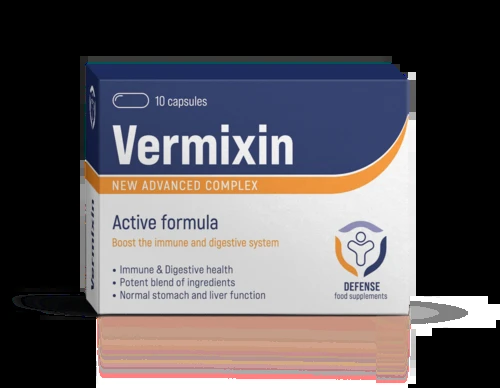 10 capsules
Vermixin
NEW ADVANCED COMPLEX
Active formula
Boost the immune and digestive system
• Immune & Digestive health
• Potent blend of ingredients
• Normal stomach and liver function
DEFENSE
food supplements
Vermixin